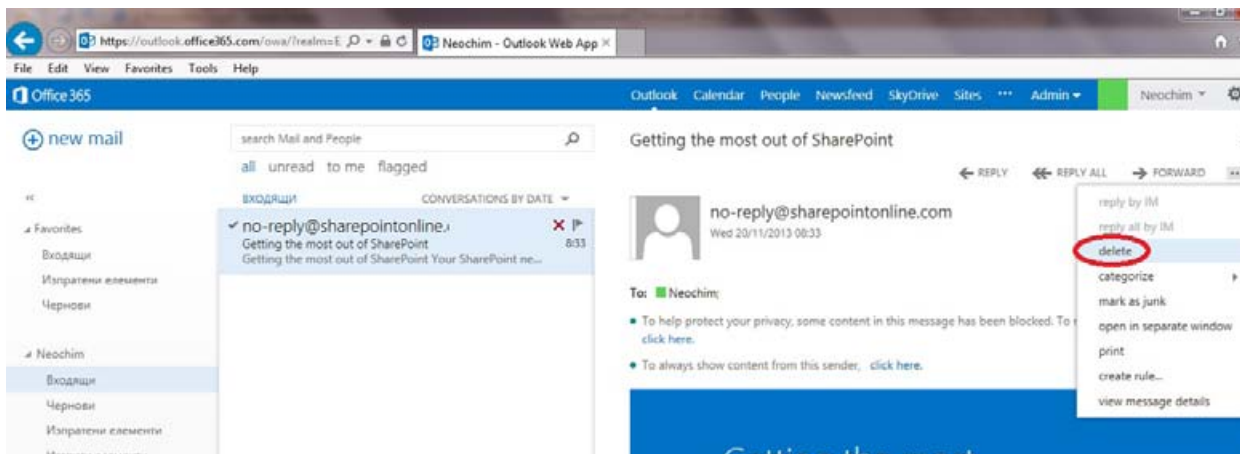 https://outlook.office365.com/owa/?realm=E
Neochim - Outlook Web App
File Edit View Favorites Tools Help
Office 365
Outlook Calendar People Newsfeed SkyDrive Sites ••• Admin Neochim
new mail
search Mail and People
all unread to me flagged
ВХОДЯЩИ CONVERSATIONS BY DATE
Favorites
Входящи
Изпратени елементи
Чернови
Neochim
Входящи
Чернови
Изпратени елементи
no-reply@sharepointonline.
Getting the most out of SharePoint 8:33
Getting the most out of SharePoint Your SharePoint ne...
Getting the most out of SharePoint
REPLY REPLY ALL FORWARD •••
no-reply@sharepointonline.com
Wed 20/11/2013 08:33
To: Neochim;
To help protect your privacy, some content in this message has been blocked. To
click here.
To always show content from this sender, click here.
reply by IM
reply all by IM
delete
categorize
mark as junk
open in separate window
print
create rule...
view message details